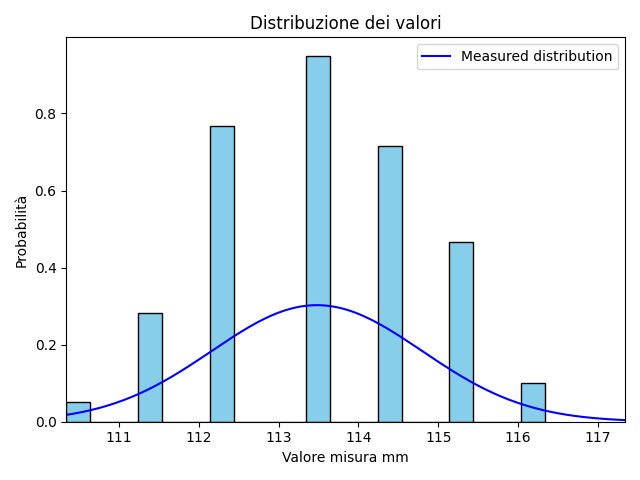 Distribuzione dei valori
Measured distribution
Probabilità
0.8
0.6
0.4
0.2
0.0
111 112 113 114 115 116 117
Valore misura mm